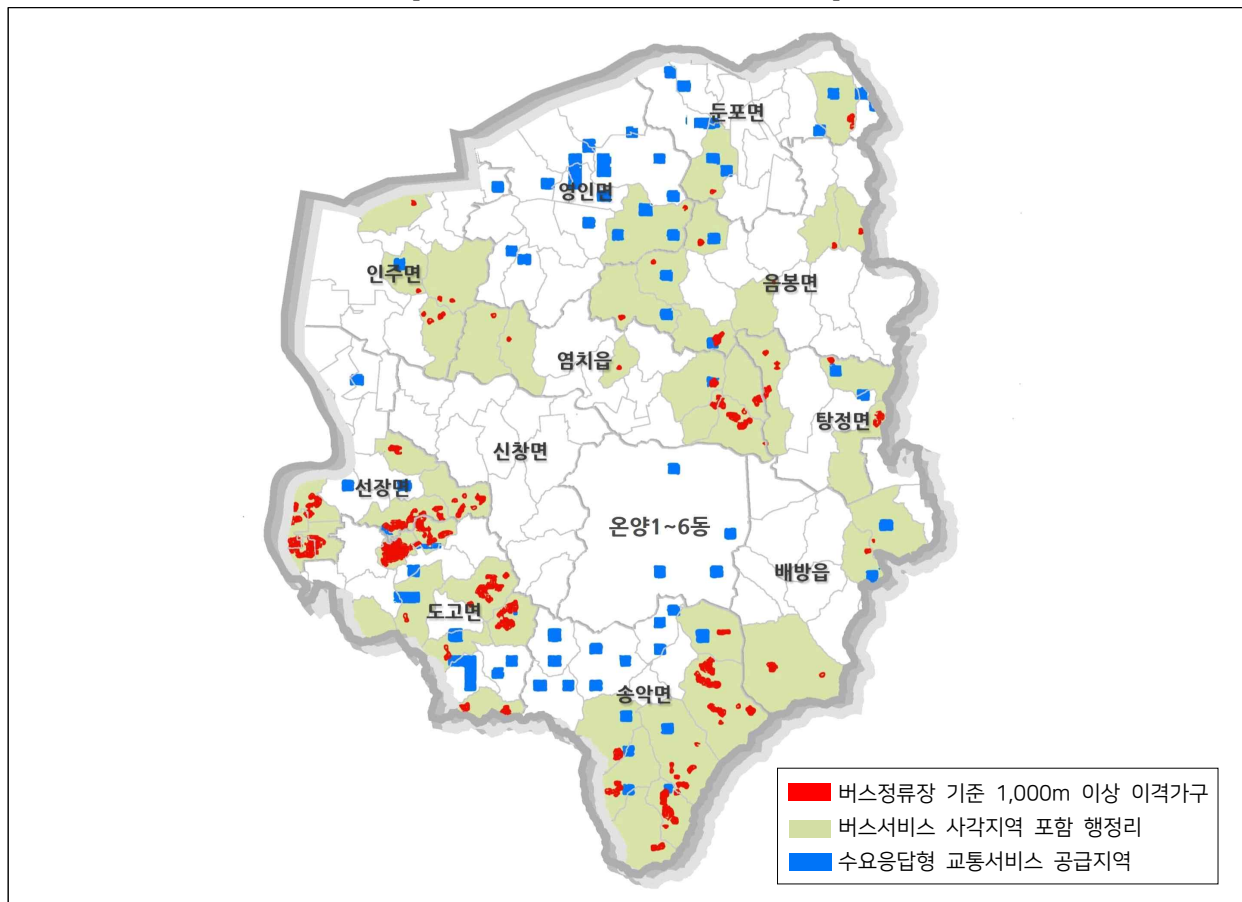 둔포면
영인면
인주면
음봉면
염치읍
탕정면
신창면
선장면
온양1~6동
배방읍
도고면
송악면
버스정류장 기준 1,000m 이상 이격가구
버스서비스 사각지역 포함 행정리
수요응답형 교통서비스 공급지역